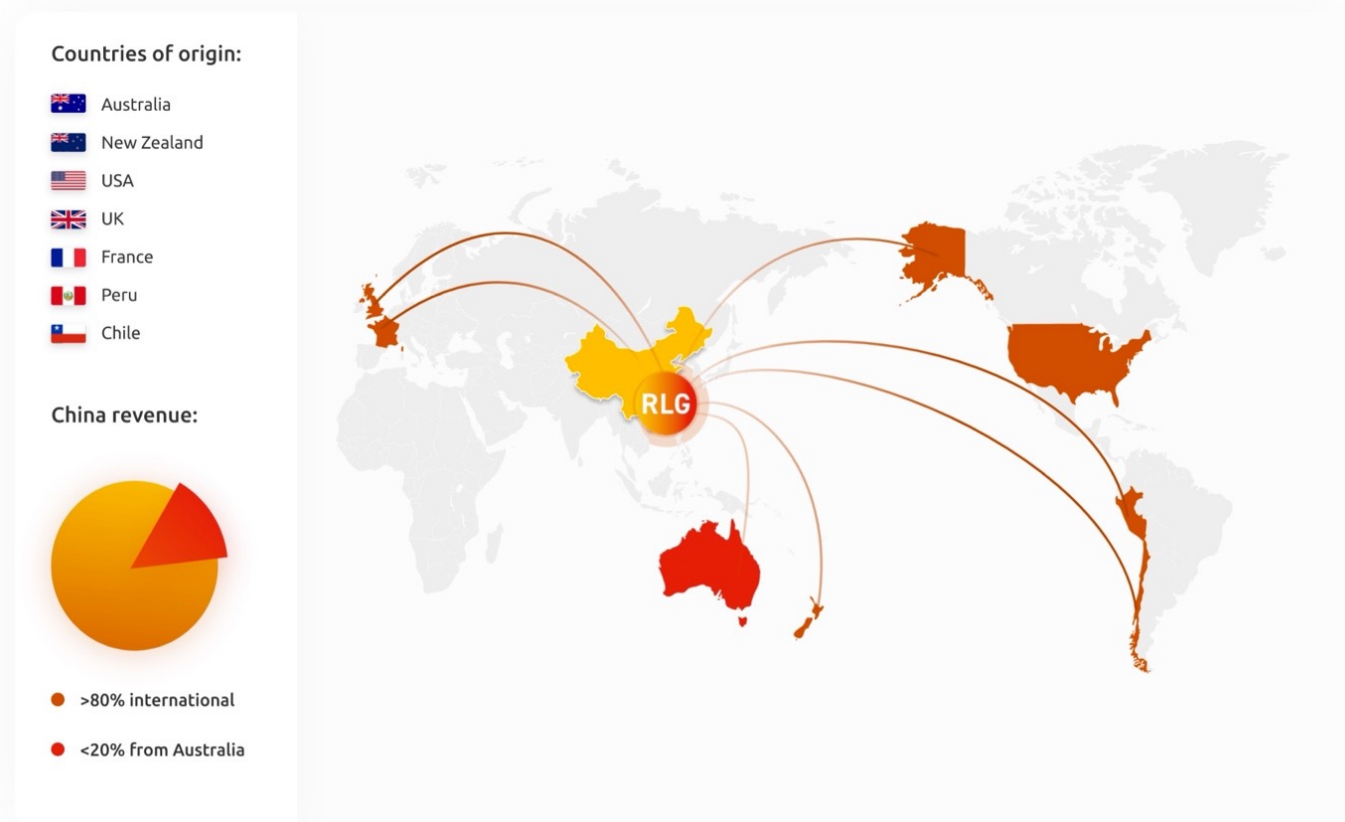 Countries of origin:
Australia
New Zealand
USA
UK
France
Peru
Chile
China revenue:
>80% international
<20% from Australia
RLG